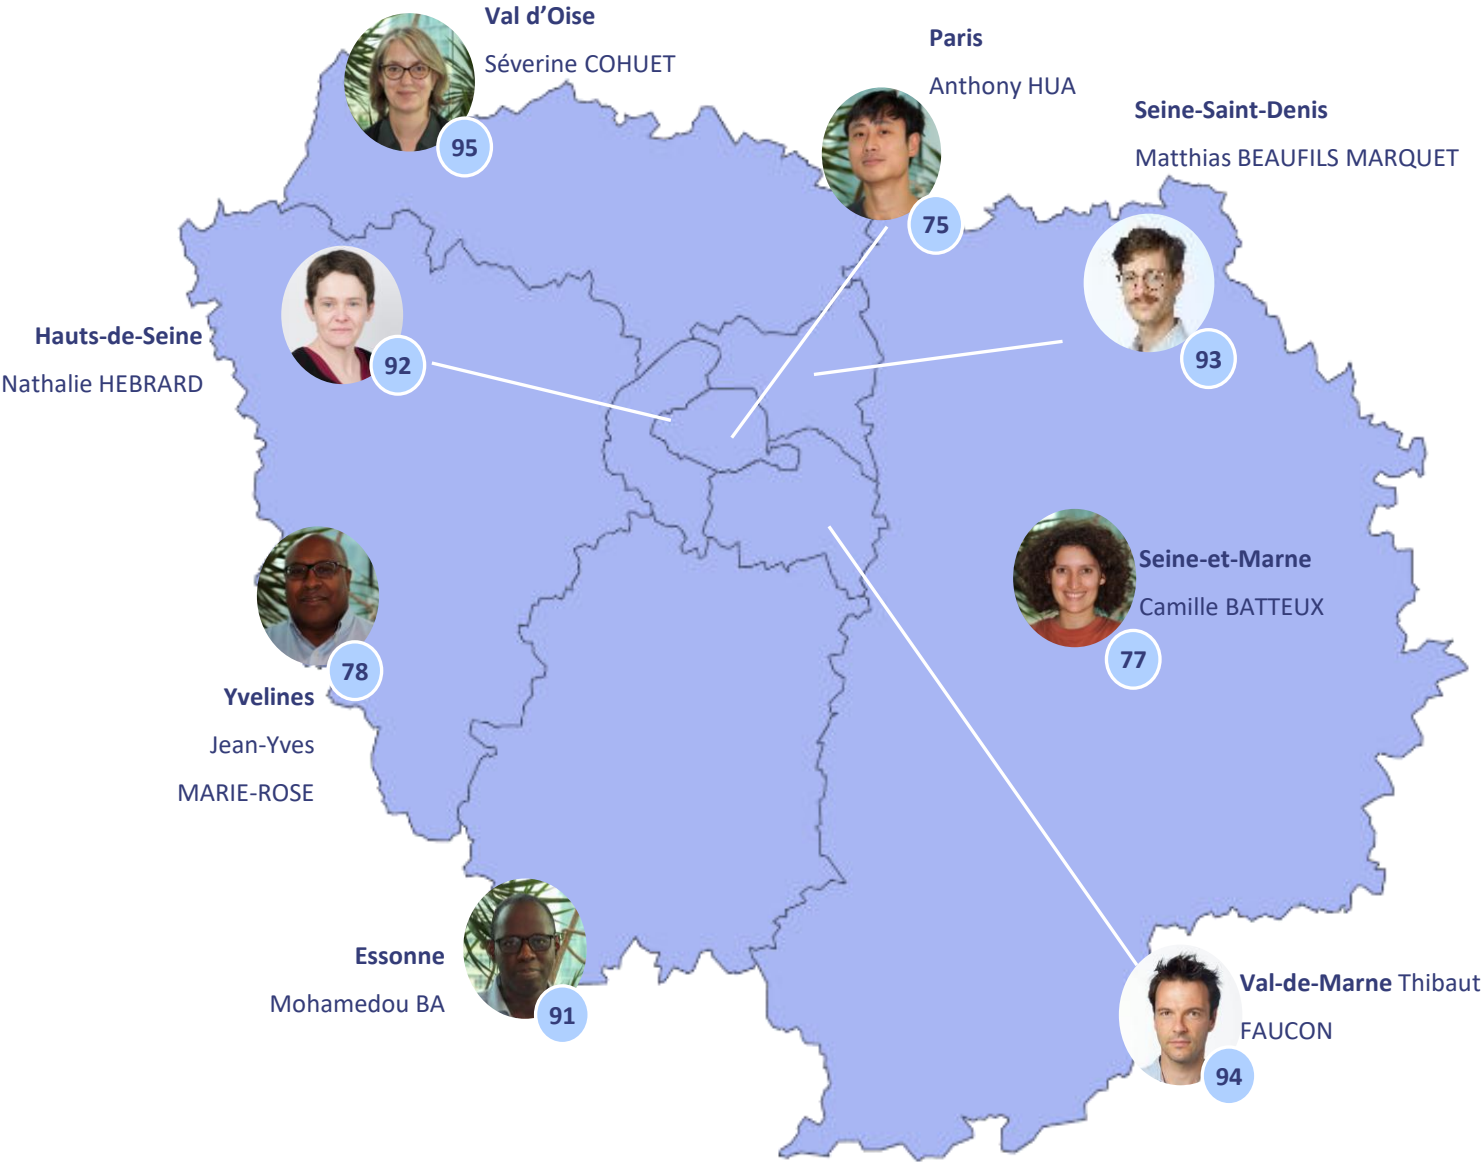 Val d’Oise
Séverine COHUET
95
Paris
Anthony HUA
75
Seine-Saint-Denis
Matthias BEAUFILS MARQUET
93
Hauts-de-Seine
Nathalie HEBRARD
92
Seine-et-Marne
Camille BATTEUX
77
78
Yvelines
Jean-Yves
MARIE-ROSE
Essonne
Mohamedou BA
91
Val-de-Marne Thibaut
FAUCON
94